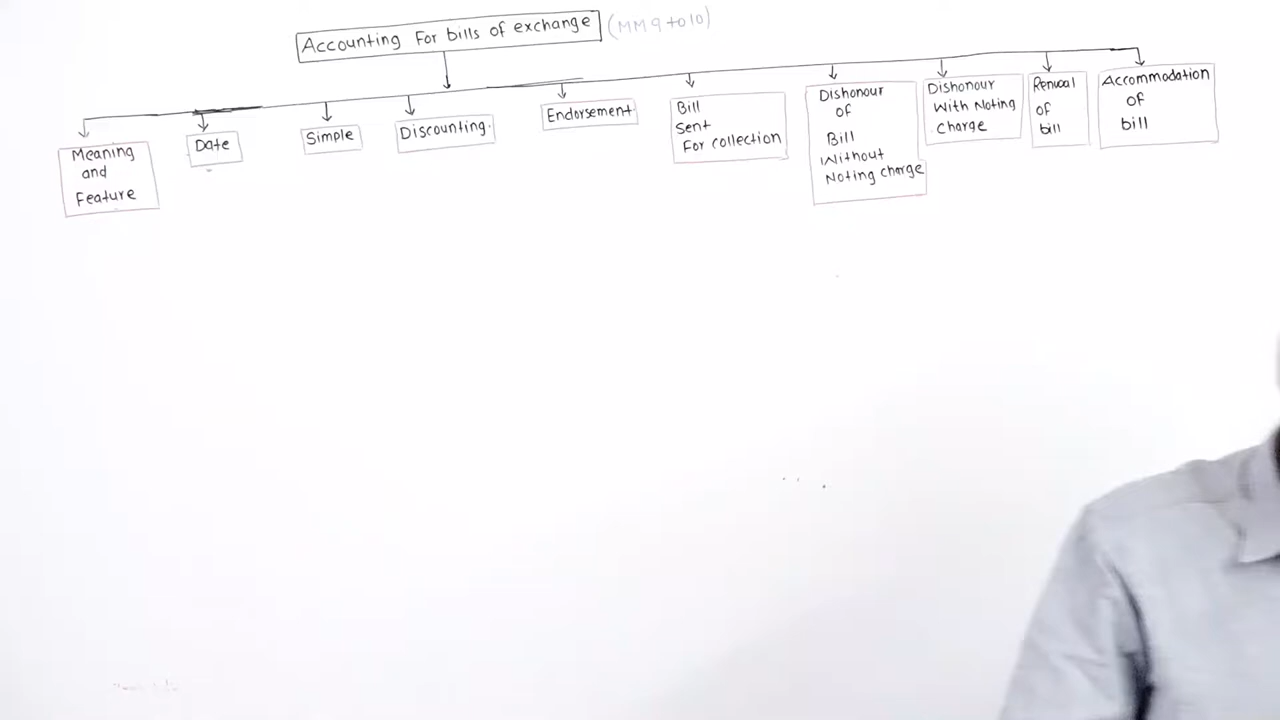 Accounting For bills of exchange (MM 9 to 10)
Meaning
and
Feature
Date
Simple
Discounting.
Endorsement
Bill
Sent
For collection
Dishonour
of
Bill
Without
Noting charge
Dishonour
With Noting
charge
Renwal
of
bill
Accommodation
of
bill